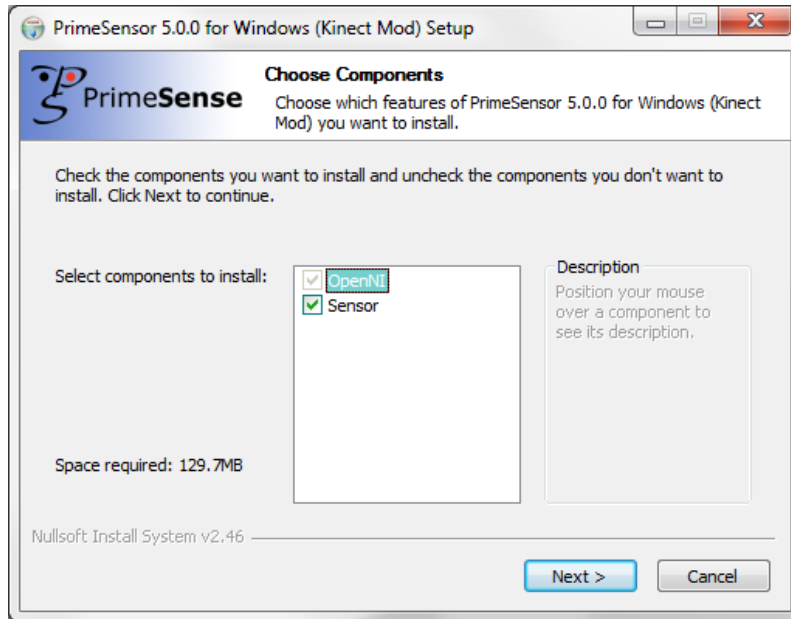 PrimeSensor 5.0.0 for Windows (Kinect Mod) Setup
PrimeSense
Choose Components
Choose which features of PrimeSensor 5.0.0 for Windows (Kinect
Mod) you want to install.
Check the components you want to install and uncheck the components you don't want to
install. Click Next to continue.
Select components to install:
OpenNI
Sensor
Description
Position your mouse
over a component to
see its description.
Space required: 129.7MB
Nullsoft Install System v2.46
Next >
Cancel